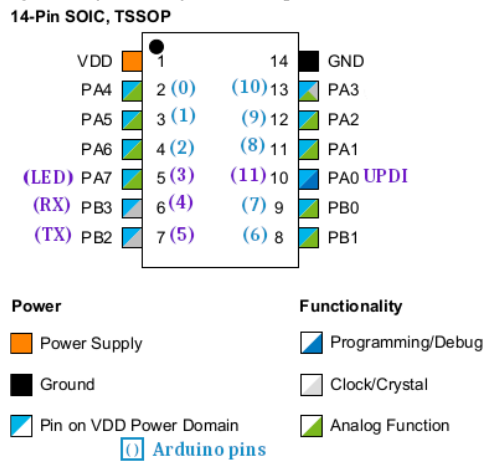 14-Pin SOIC, TSSOP
VDD 1 14 GND
PA4 2 (0) (10) 13 PA3
PA5 3 (1) (9) 12 PA2
PA6 4 (2) (8) 11 PA1
(LED) PA7 5 (3) (11) 10 PA0 UPDI
(RX) PB3 6 (4) (7) 9 PB0
(TX) PB2 7 (5) (6) 8 PB1
Power Functionality
Power Supply Programming/Debug
Ground Clock/Crystal
Pin on VDD Power Domain Analog Function
() Arduino pins